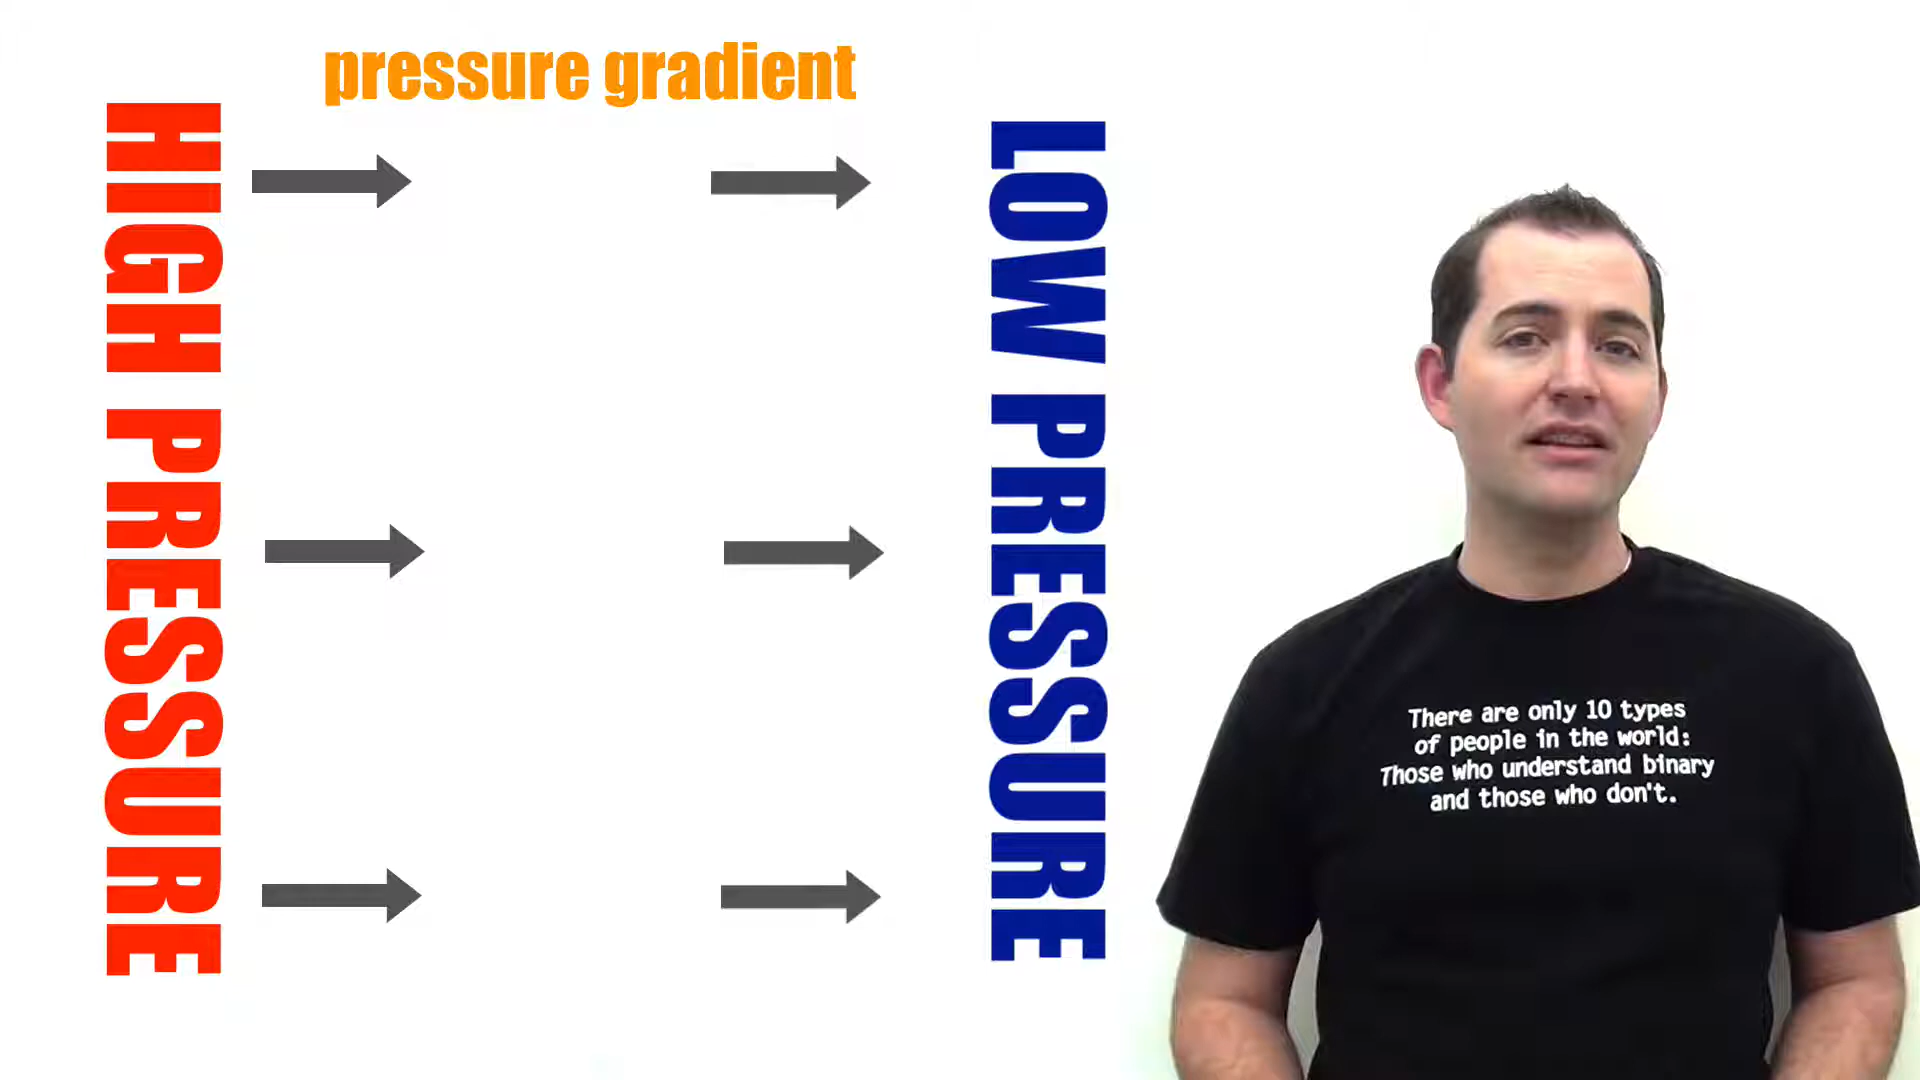 pressure gradient
HIGH PRESSURE
LOW PRESSURE
There are only 10 types
of people in the world:
Those who understand binary
and those who don't.